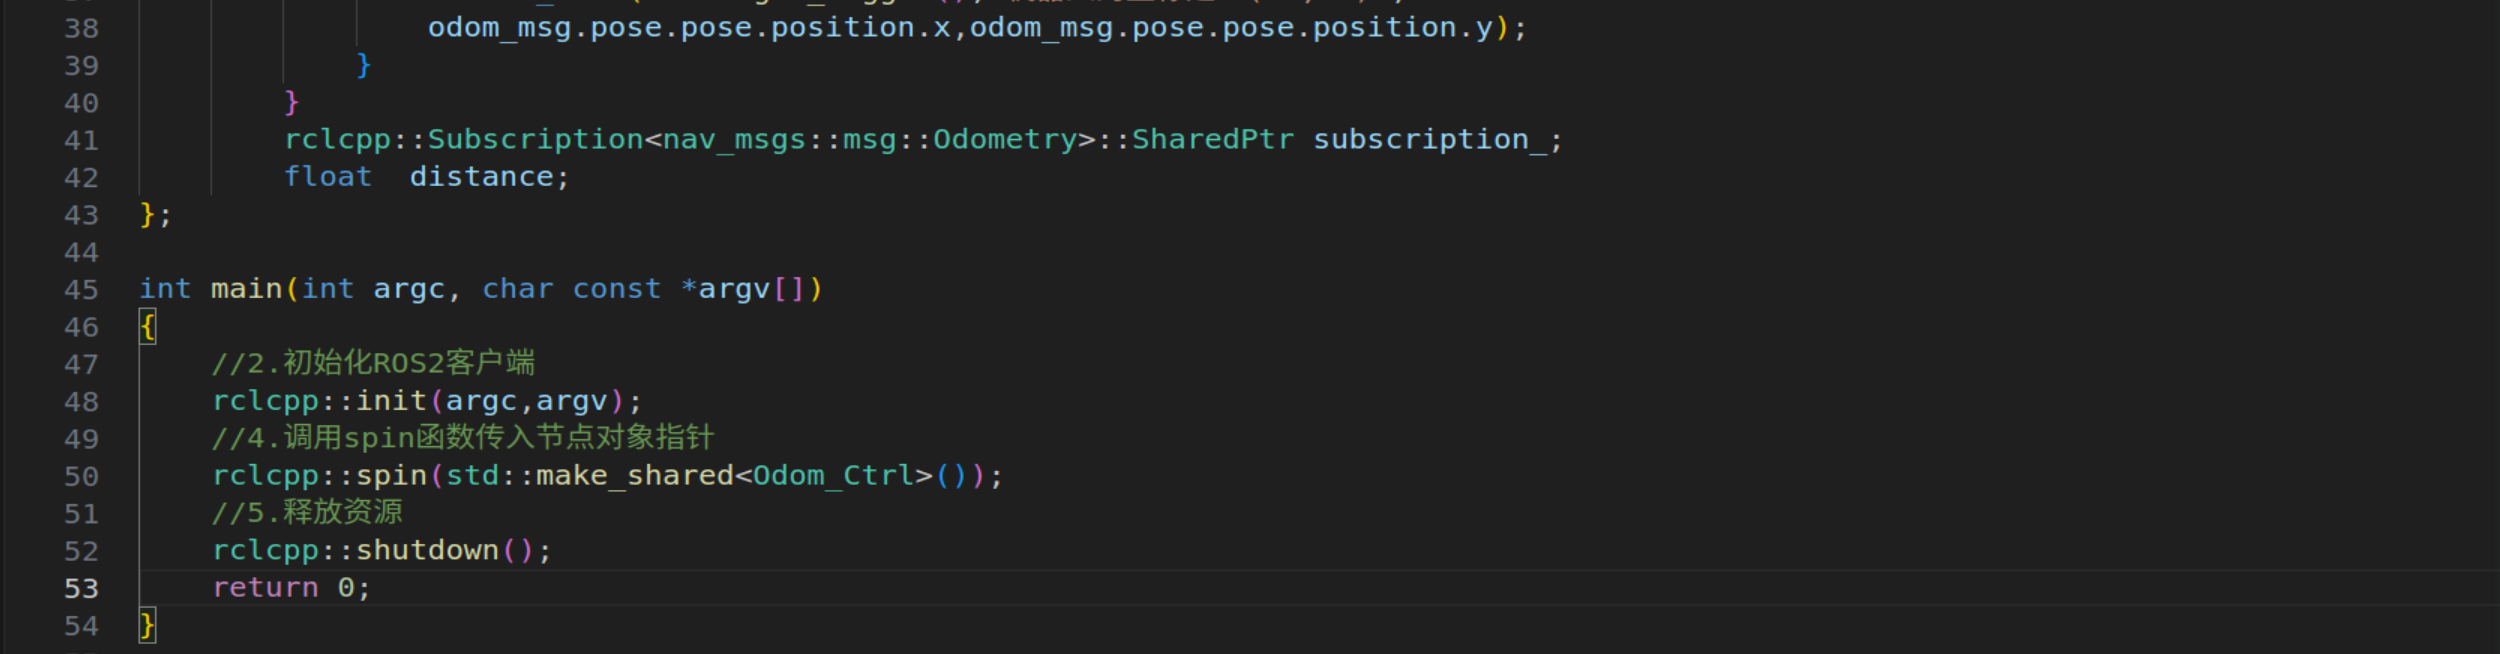 38 odom_msg.pose.pose.position.x,odom_msg.pose.pose.position.y);
39 }
40 }
41 rclcpp::Subscription<nav_msgs::msg::Odometry>::SharedPtr subscription_;
42 float  distance;
43 };
44
45 int main(int argc, char const *argv[])
46 {
47 //2.初始化ROS2客户端
48 rclcpp::init(argc,argv);
49 //4.调用spin函数传入节点对象指针
50 rclcpp::spin(std::make_shared<Odom_Ctrl>());
51 //5.释放资源
52 rclcpp::shutdown();
53 return 0;
54 }